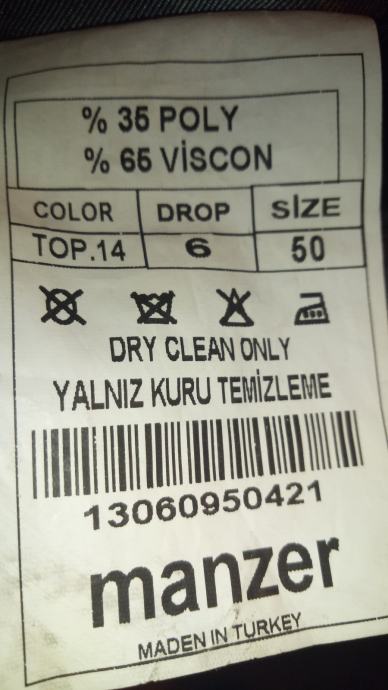 % 35 POLY
% 65 VİSCON
COLOR DROP SİZE
TOP.14 6 50
DRY CLEAN ONLY
YALNIZ KURU TEMİZLEME
13060950421
manzer
MADEN IN TURKEY